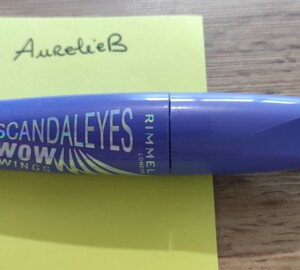 AurelieB
SCANDALEYES
WOW
WINGS
RIMMEL
LONDON